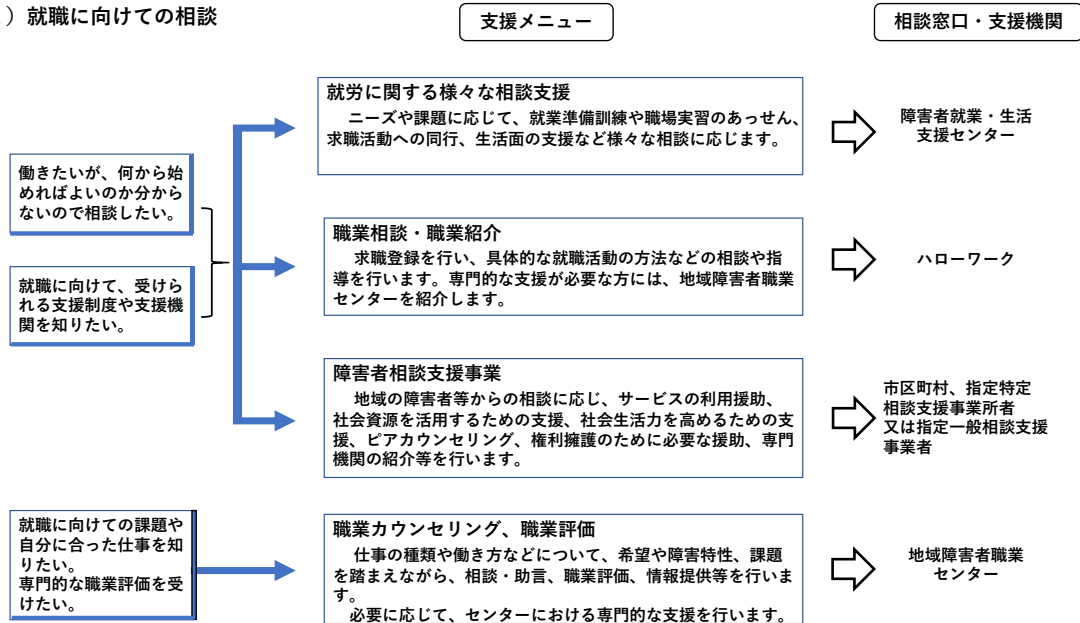 ）就職に向けての相談
支援メニュー
相談窓口・支援機関
働きたいが、何から始
めればよいのか分から
ないので相談したい。
就職に向けて、受けら
れる支援制度や支援機
関を知りたい。
就労に関する様々な相談支援
ニーズや課題に応じて、就業準備訓練や職場実習のあっせん、
求職活動への同行、生活面の支援など様々な相談に応じます。
障害者就業・生活
支援センター
職業相談・職業紹介
求職登録を行い、具体的な就職活動の方法などの相談や指
導を行います。専門的な支援が必要な方には、地域障害者職業
センターを紹介します。
ハローワーク
障害者相談支援事業
地域の障害者等からの相談に応じ、サービスの利用援助、
社会資源を活用するための支援、社会生活力を高めるための支
援、ピアカウンセリング、権利擁護のために必要な援助、専門
機関の紹介等を行います。
市区町村、指定特定
相談支援事業所者
又は指定一般相談支援
事業者
就職に向けての課題や
自分に合った仕事を知
りたい。
専門的な職業評価を受
けたい。
職業カウンセリング、職業評価
仕事の種類や働き方などについて、希望や障害特性、課題
を踏まえながら、相談・助言、職業評価、情報提供等を行いま
す。
必要に応じて、センターにおける専門的な支援を行います。
地域障害者職業
センター